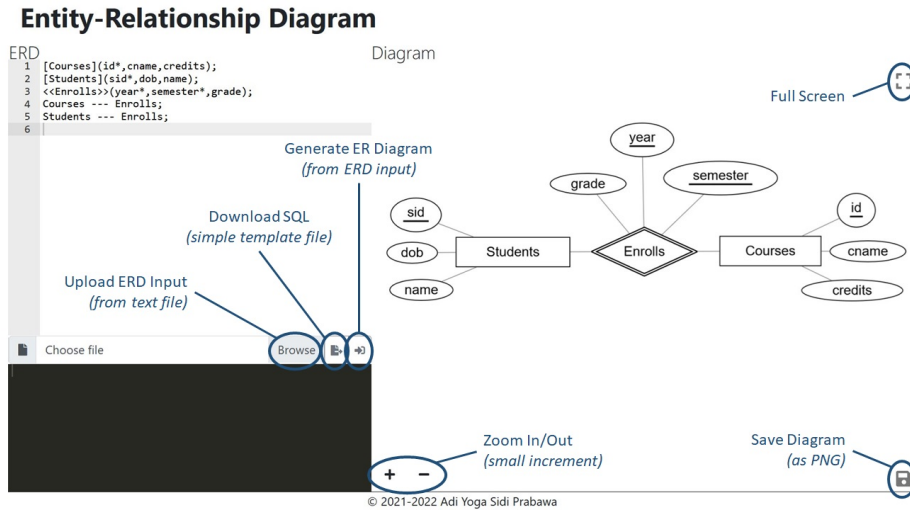 Entity-Relationship Diagram
ERD
Diagram
1 [Courses](id*,cname,credits);
2 [Students](sid*,dob,name);
3 <<Enrolls>>(year*,semester*,grade);
4 Courses --- Enrolls;
5 Students --- Enrolls;
6
Full Screen
Generate ER Diagram
(from ERD input)
Download SQL
(simple template file)
Upload ERD Input
(from text file)
year
grade
semester
sid
id
dob
Students
Enrolls
Courses
cname
name
credits
Choose file
Browse
Zoom In/Out
(small increment)
Save Diagram
(as PNG)
+ −
© 2021-2022 Adi Yoga Sidi Prabawa